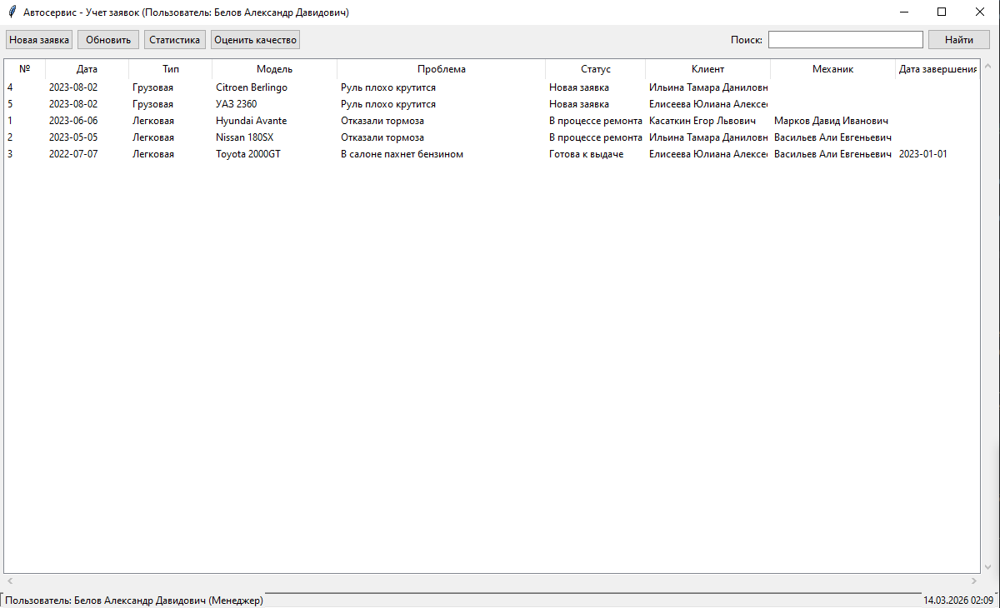 Автосервис - Учет заявок (Пользователь: Белов Александр Давидович)
Новая заявка Обновить Статистика Оценить качество Поиск: Найти
№ Дата Тип Модель Проблема Статус Клиент Механик Дата завершения
4 2023-08-02 Грузовая Citroen Berlingo Руль плохо крутится Новая заявка Ильина Тамара Даниловн
5 2023-08-02 Грузовая УАЗ 2360 Руль плохо крутится Новая заявка Елисеева Юлиана Алексе
1 2023-06-06 Легковая Hyundai Avante Отказали тормоза В процессе ремонта Касаткин Егор Львович Марков Давид Иванович
2 2023-05-05 Легковая Nissan 180SX Отказали тормоза В процессе ремонта Ильина Тамара Даниловн Васильев Али Евгеньевич
3 2022-07-07 Легковая Toyota 2000GT В салоне пахнет бензином Готова к выдаче Елисеева Юлиана Алексе Васильев Али Евгеньевич 2023-01-01
Пользователь: Белов Александр Давидович (Менеджер) 14.03.2026 02:09